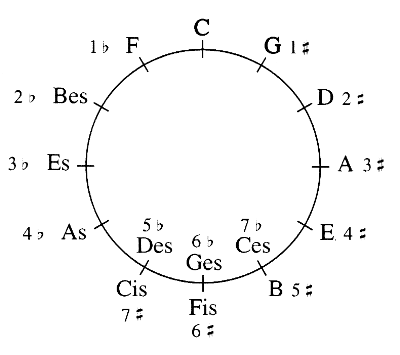 C
1♭ F
G 1♯
2♭ Bes
D 2♯
3♭ Es
A 3♯
4♭ As
E 4♯
5♭
Des
6♭
Ges
7♭
Ces
Cis
7♯
Fis
6♯
B 5♯